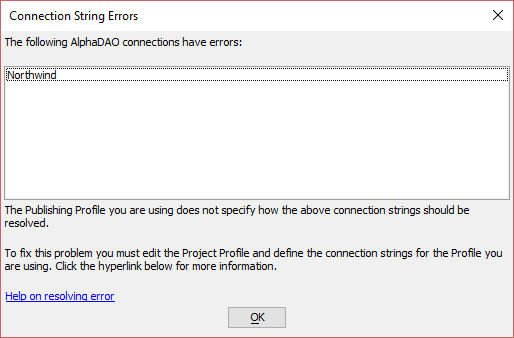 Connection String Errors
The following AlphaDAO connections have errors:
Northwind
The Publishing Profile you are using does not specify how the above connection strings should be
resolved.
To fix this problem you must edit the Project Profile and define the connection strings for the Profile you
are using. Click the hyperlink below for more information.
Help on resolving error
OK